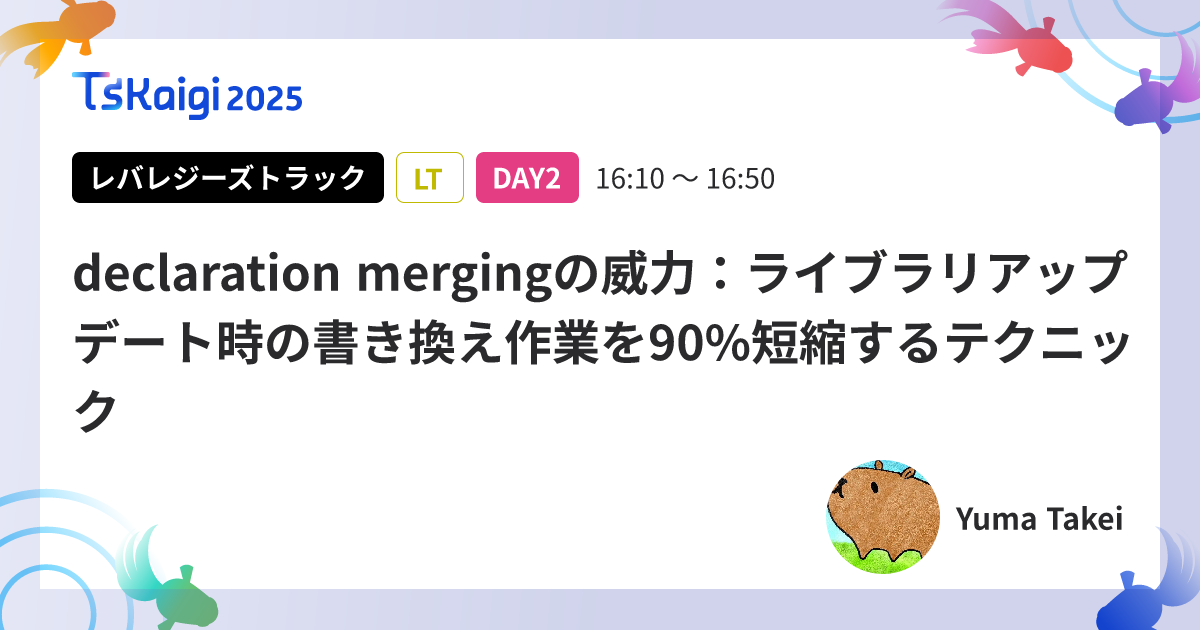 TSKaigi 2025
レバレジーズトラック LT DAY2 16:10 〜 16:50
declaration mergingの威力：ライブラリアップ
デート時の書き換え作業を90%短縮するテクニッ
ク
Yuma Takei